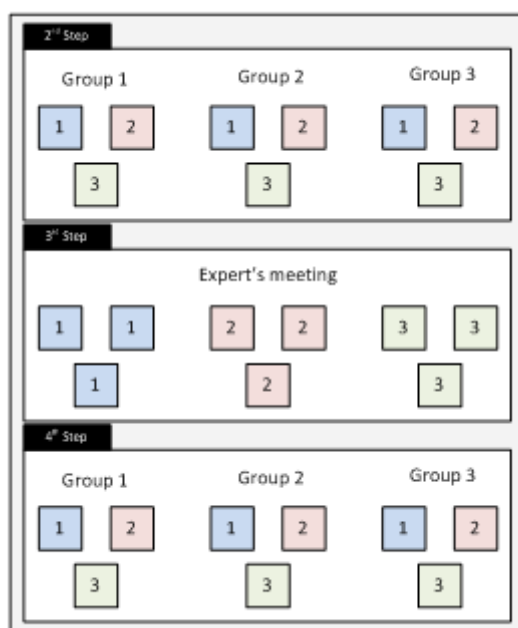 2nd Step
Group 1 Group 2 Group 3
1 2 1 2 1 2
3 3 3
3rd Step
Expert's meeting
1 1 2 2 3 3
1 2 3
4th Step
Group 1 Group 2 Group 3
1 2 1 2 1 2
3 3 3